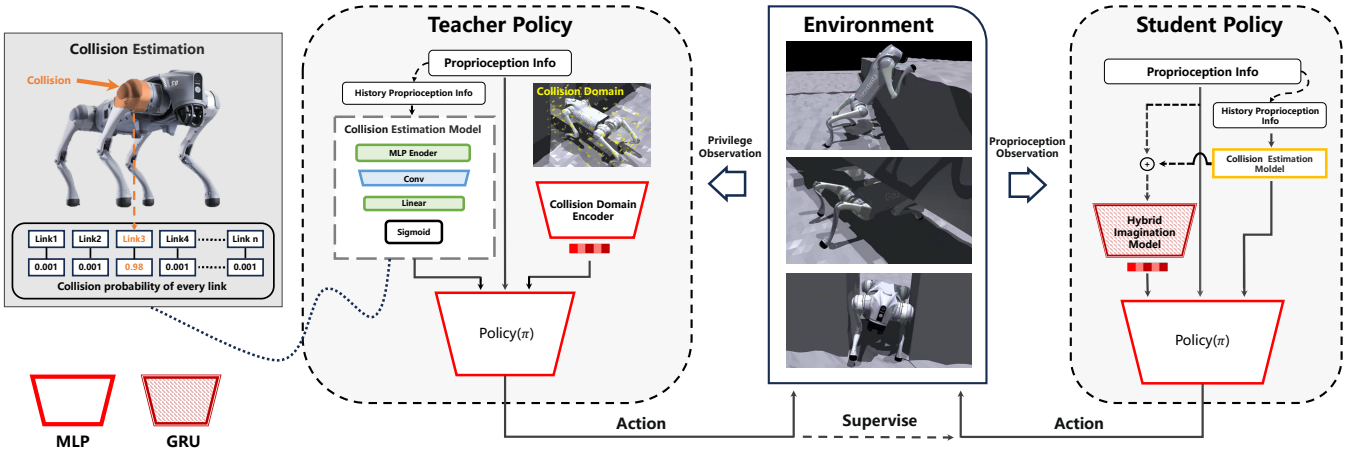 Collision Estimation
Collision
Link1 Link2 Link3 Link4 Link n
0.001 0.001 0.98 0.001 0.001
Collision probability of every link
MLP
GRU
Teacher Policy
Proprioception Info
History Proprioception Info
Collision Estimation Model
MLP Enoder
Conv
Linear
Sigmoid
Collision Domain
Collision Domain
Encoder
Policy(π)
Action
Privilege
Observation
Environment
Supervise
Proprioception
Observation
Student Policy
Proprioception Info
History Proprioception
Info
Collision Estimation
Moldel
+
Hybrid
Imagination
Model
Policy(π)
Action